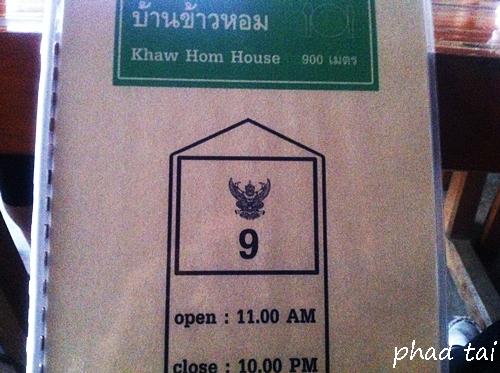 บ้านข้าวหอม
Khaw Hom House 900 เมตร
9
open : 11.00 AM
close : 10.00 PM
phad tai